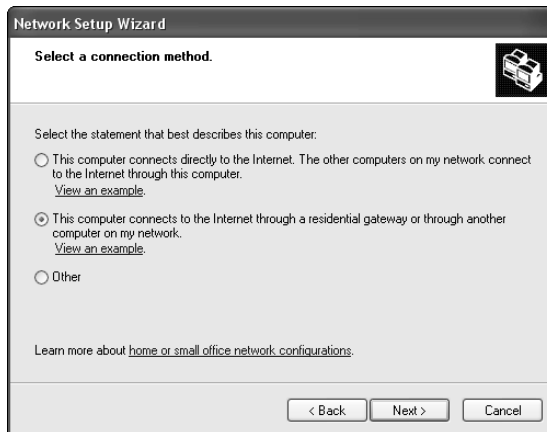 Network Setup Wizard
Select a connection method.
Select the statement that best describes this computer:
This computer connects directly to the Internet. The other computers on my network connect
to the Internet through this computer.
View an example.
This computer connects to the Internet through a residential gateway or through another
computer on my network.
View an example.
Other
Learn more about home or small office network configurations.
< Back Next > Cancel